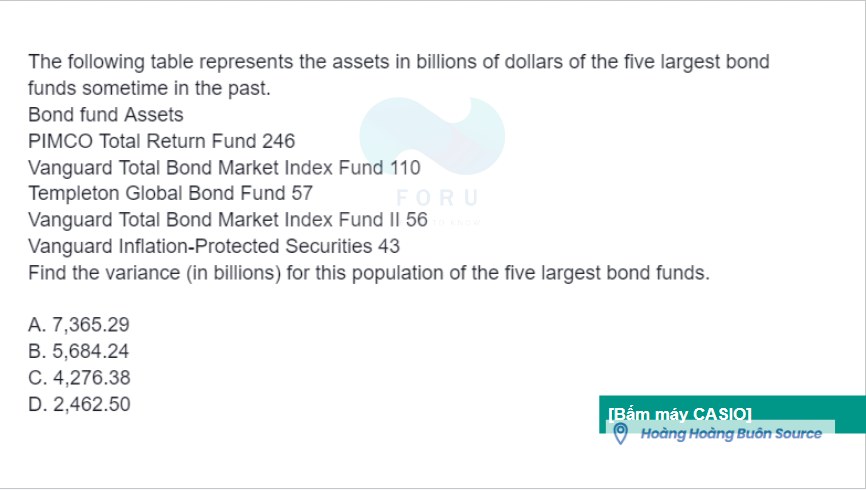 The following table represents the assets in billions of dollars of the five largest bond
funds sometime in the past.
Bond fund Assets
PIMCO Total Return Fund 246
Vanguard Total Bond Market Index Fund 110
Templeton Global Bond Fund 57
FORU
Vanguard Total Bond Market Index Fund II 56
Vanguard Inflation-Protected Securities 43
Find the variance (in billions) for this population of the five largest bond funds.
A. 7,365.29
B. 5,684.24
C. 4,276.38
D. 2,462.50
[Bấm máy CASIO]
Hoàng Hoàng Buôn Source